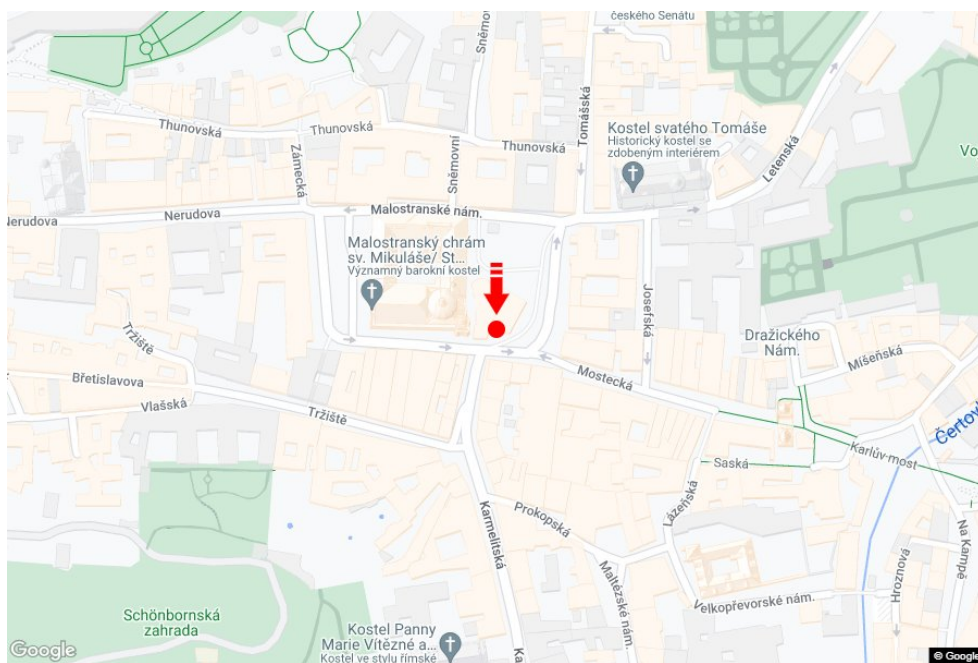 českého Senátu
Sněmovní
Tomášská
Thunovská
Thunovská
Thunovská
Zámecká
Sněmovní
Kostel svatého Tomáše
Historický kostel se
zdobeným interiérem
Letenská
Vo
Nerudova
Nerudova
Malostranské nám.
Malostranský chrám
sv. Mikuláše/ St...
Významný barokní kostel
Josefská
Dražického
Nám.
Míšeňská
Tržiště
Břetislavova
Vlašská
Tržiště
Mostecká
Čertov
Karlův-most
Saská
Lázeňská
Prokopská
Karmelitská
Maltézské nám.
Velkopřevorské nám.
Hroznová
Na Kampě
Schönbornská
zahrada
Kostel Panny
Marie Vítězné a...
Kostel ve stylu římské
Ka
Google
© Google